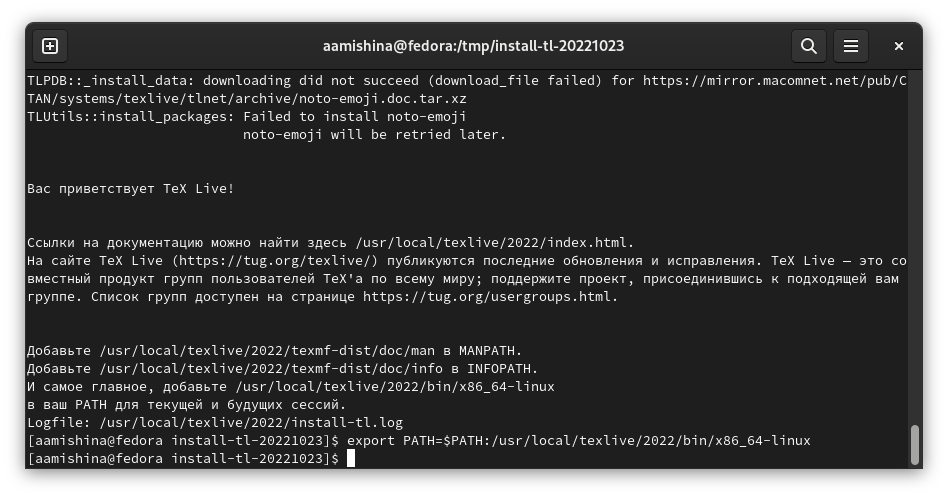 aamishina@fedora:/tmp/install-tl-20221023
TLPDB::_install_data: downloading did not succeed (download_file failed) for https://mirror.macomnet.net/pub/C
TAN/systems/texlive/tlnet/archive/noto-emoji.doc.tar.xz
TLUtils::install_packages: Failed to install noto-emoji
noto-emoji will be retried later.
Вас приветствует TeX Live!
Ссылки на документацию можно найти здесь /usr/local/texlive/2022/index.html.
На сайте TeX Live (https://tug.org/texlive/) публикуются последние обновления и исправления. TeX Live — это со
вместный продукт групп пользователей TeX'а по всему миру; поддержите проект, присоединившись к подходящей вам
группе. Список групп доступен на странице https://tug.org/usergroups.html.
Добавьте /usr/local/texlive/2022/texmf-dist/doc/man в MANPATH.
Добавьте /usr/local/texlive/2022/texmf-dist/doc/info в INFOPATH.
И самое главное, добавьте /usr/local/texlive/2022/bin/x86_64-linux
в ваш PATH для текущей и будущих сессий.
Logfile: /usr/local/texlive/2022/install-tl.log
[aamishina@fedora install-tl-20221023]$ export PATH=$PATH:/usr/local/texlive/2022/bin/x86_64-linux
[aamishina@fedora install-tl-20221023]$